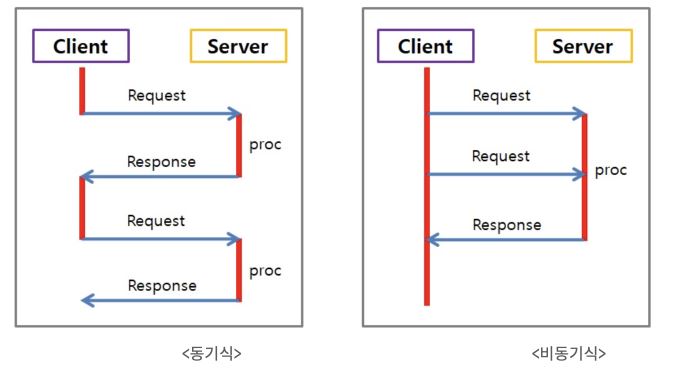 Client Server
Request
proc
Response
Request
proc
Response
<동기식>
Client Server
Request
Request
proc
Response
<비동기식>